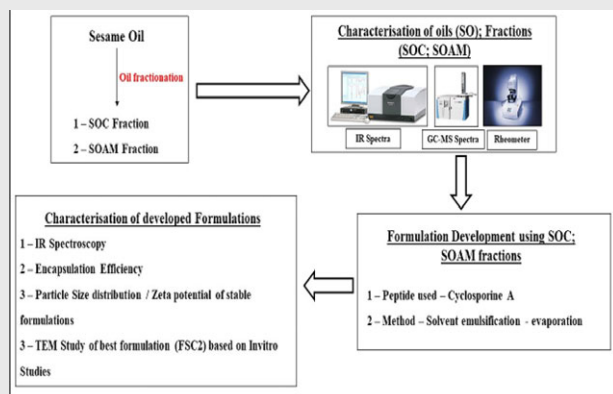 Sesame Oil
Oil fractionation
1 – SOC Fraction
2 – SOAM Fraction
Characterisation of oils (SO); Fractions
(SOC; SOAM)
IR Spectra
GC-MS Spectra
Rheometer
Formulation Development using SOC;
SOAM fractions
1 – Peptide used – Cyclosporine A
2 – Method – Solvent emulsification - evaporation
Characterisation of developed Formulations
1 – IR Spectroscopy
2 – Encapsulation Efficiency
3 – Particle Size distribution / Zeta potential of stable
formulations
3 – TEM Study of best formulation (FSC2) based on Invitro
Studies